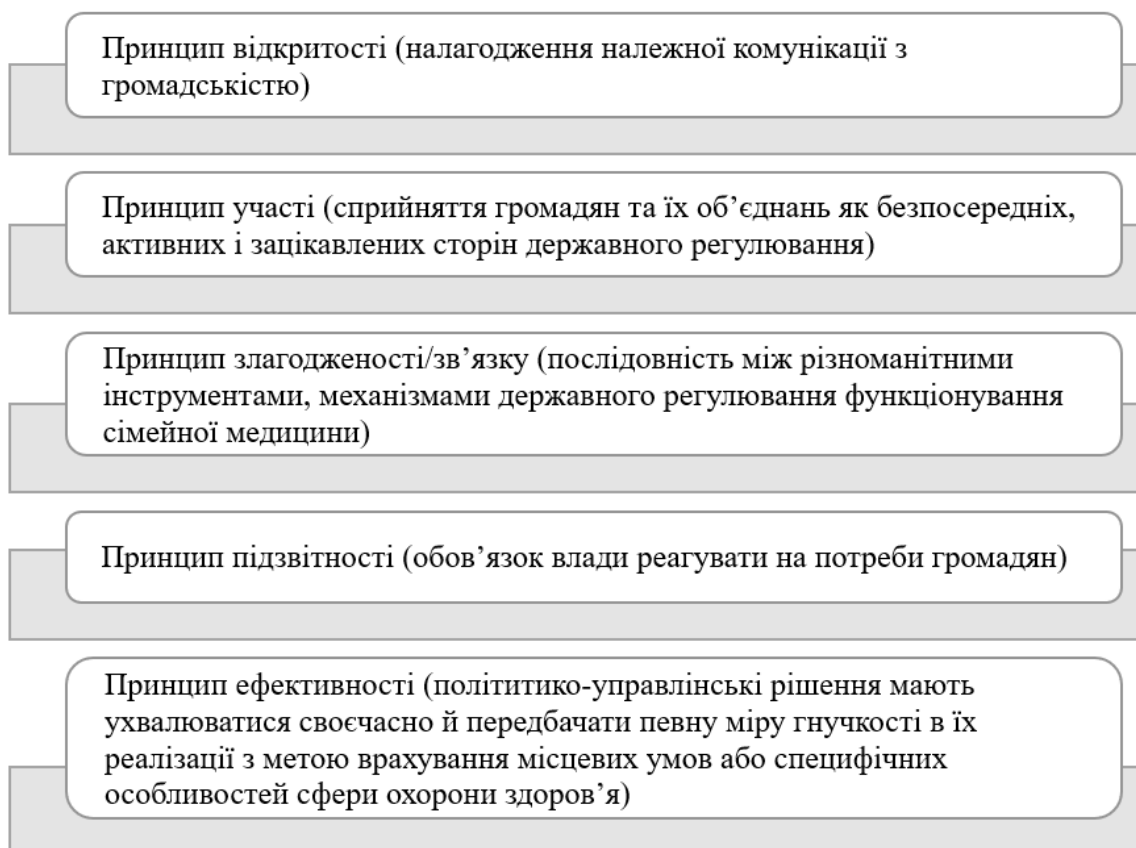 Принцип відкритості (налагодження належної комунікації з
громадськістю)
Принцип участі (сприйняття громадян та їх об’єднань як безпосередніх,
активних і зацікавлених сторін державного регулювання)
Принцип злагодженості/зв’язку (послідовність між різноманітними
інструментами, механізмами державного регулювання функціонування
сімейної медицини)
Принцип підзвітності (обов’язок влади реагувати на потреби громадян)
Принцип ефективності (політитико-управлінські рішення мають
ухвалюватися своєчасно й передбачати певну міру гнучкості в їх
реалізації з метою врахування місцевих умов або специфічних
особливостей сфери охорони здоров’я)